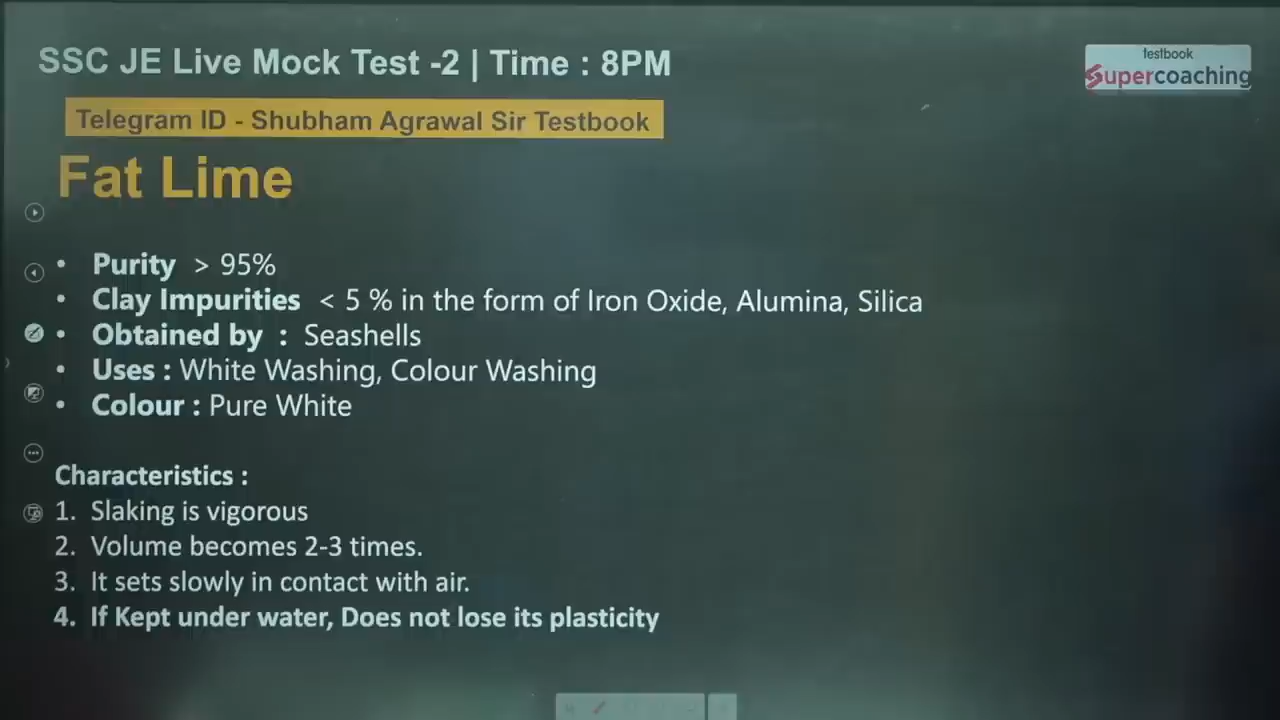 SSC JE Live Mock Test -2 | Time : 8PM
testbook
Supercoaching
Telegram ID - Shubham Agrawal Sir Testbook
Fat Lime
• Purity > 95%
• Clay Impurities < 5 % in the form of Iron Oxide, Alumina, Silica
• Obtained by : Seashells
• Uses : White Washing, Colour Washing
• Colour : Pure White
Characteristics :
1. Slaking is vigorous
2. Volume becomes 2-3 times.
3. It sets slowly in contact with air.
4. If Kept under water, Does not lose its plasticity